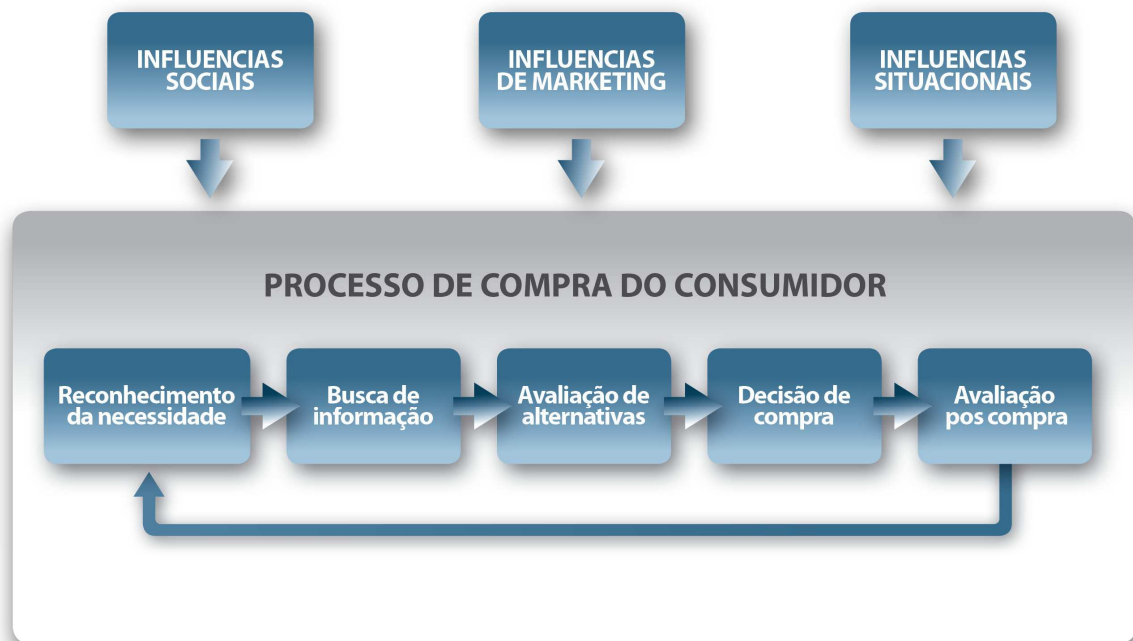 INFLUENCIAS
SOCIAIS
INFLUENCIAS
DE MARKETING
INFLUENCIAS
SITUACIONAIS
PROCESSO DE COMPRA DO CONSUMIDOR
Reconhecimento
da necessidade
Busca de
informação
Avaliação de
alternativas
Decisão de
compra
Avaliação
pos compra